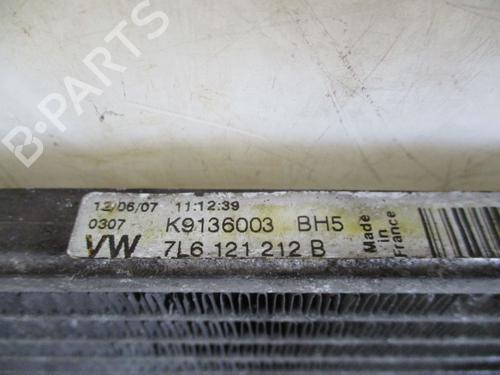 B-PARTS
12/06/07 11:12:39
0307 K9136003 BH5
VW 7L6 121 212 B
Made in France